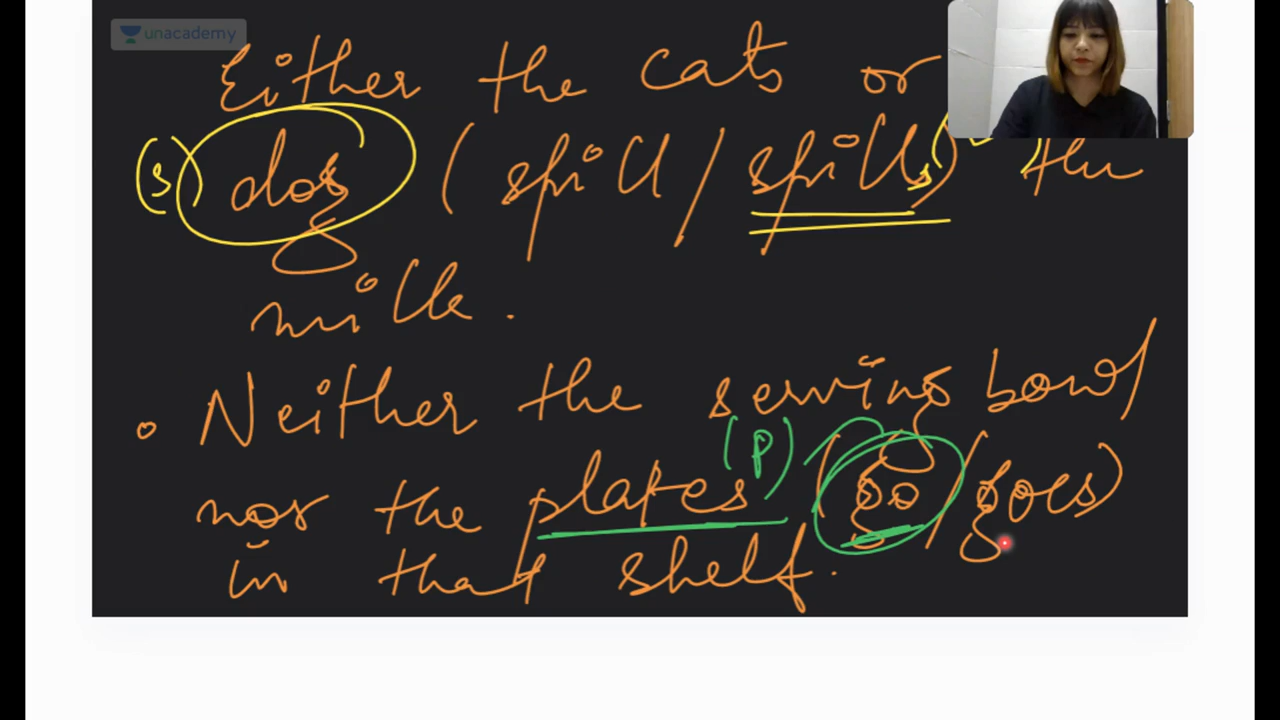 unacademy
Either the cats or
(s) dog (spill / spills) the
milk.
• Neither the serving bowl
(p)
nor the plates (go / goes)
in that shelf.